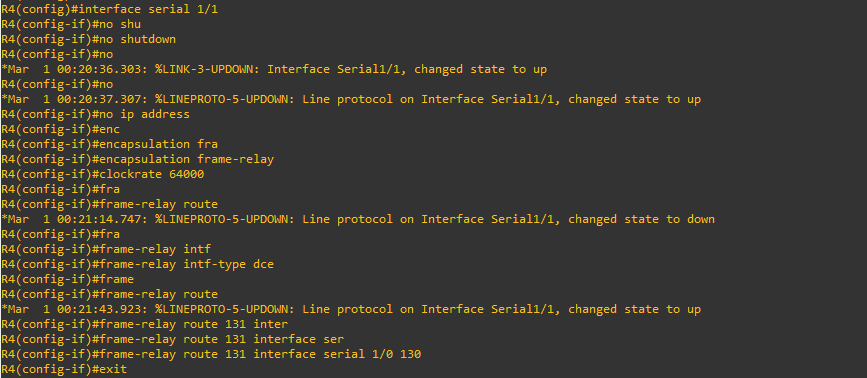 R4(config)#interface serial 1/1
R4(config-if)#no shu
R4(config-if)#no shutdown
R4(config-if)#no
*Mar  1 00:20:36.303: %LINK-3-UPDOWN: Interface Serial1/1, changed state to up
R4(config-if)#no
*Mar  1 00:20:37.307: %LINEPROTO-5-UPDOWN: Line protocol on Interface Serial1/1, changed state to up
R4(config-if)#no ip address
R4(config-if)#enc
R4(config-if)#encapsulation fra
R4(config-if)#encapsulation frame-relay
R4(config-if)#clockrate 64000
R4(config-if)#fra
R4(config-if)#frame-relay route
*Mar  1 00:21:14.747: %LINEPROTO-5-UPDOWN: Line protocol on Interface Serial1/1, changed state to down
R4(config-if)#fra
R4(config-if)#frame-relay intf
R4(config-if)#frame-relay intf-type dce
R4(config-if)#frame
R4(config-if)#frame-relay route
*Mar  1 00:21:43.923: %LINEPROTO-5-UPDOWN: Line protocol on Interface Serial1/1, changed state to up
R4(config-if)#frame-relay route 131 inter
R4(config-if)#frame-relay route 131 interface ser
R4(config-if)#frame-relay route 131 interface serial 1/0 130
R4(config-if)#exit